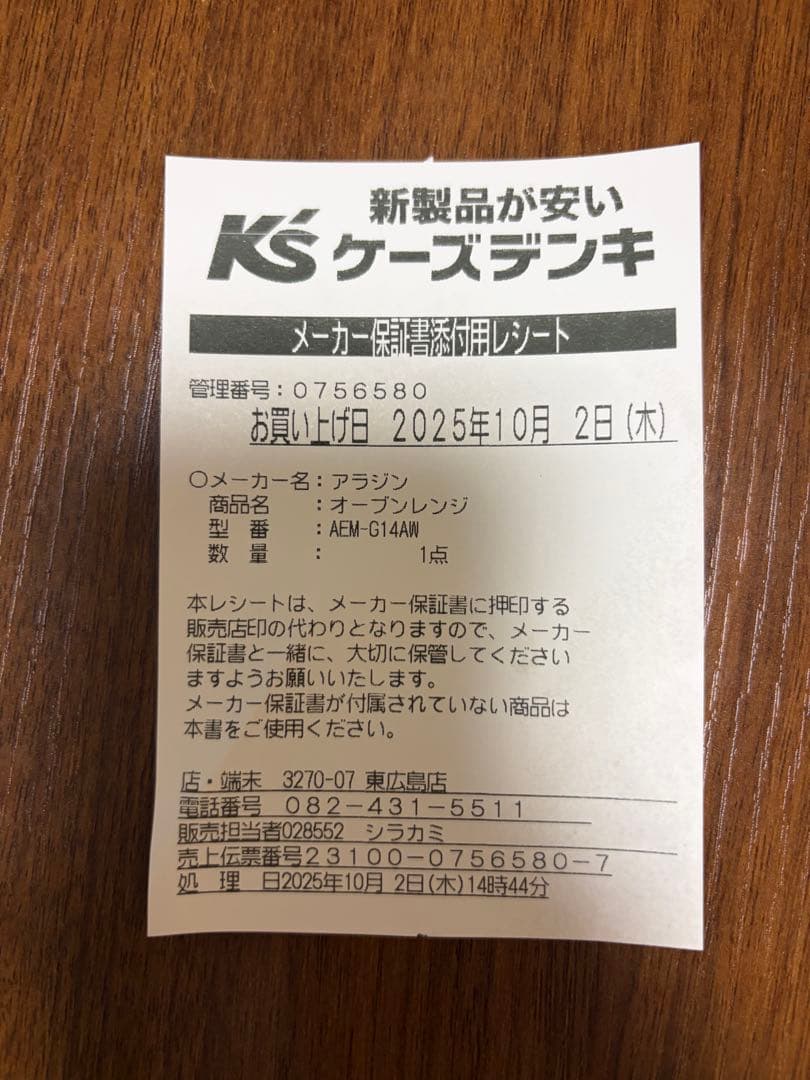 新製品が安い
K'sケーズデンキ
メーカー保証書添付用レシート
管理番号：0756580
お買い上げ日 2025年10月 2日(木)
○メーカー名：アラジン
商品名 ：オーブンレンジ
型 番 ：AEM-G14AW
数 量 ： 1点
本レシートは、メーカー保証書に押印する
販売店印の代わりとなりますので、メーカー
保証書と一緒に、大切に保管してください
ますようお願いいたします。
メーカー保証書が付属されていない商品は
本書をご使用ください。
店・端末 3270-07 東広島店
電話番号 082-431-5511
販売担当者028552 シラカミ
売上伝票番号23100-0756580-7
処 理 日2025年10月 2日(木)14時44分